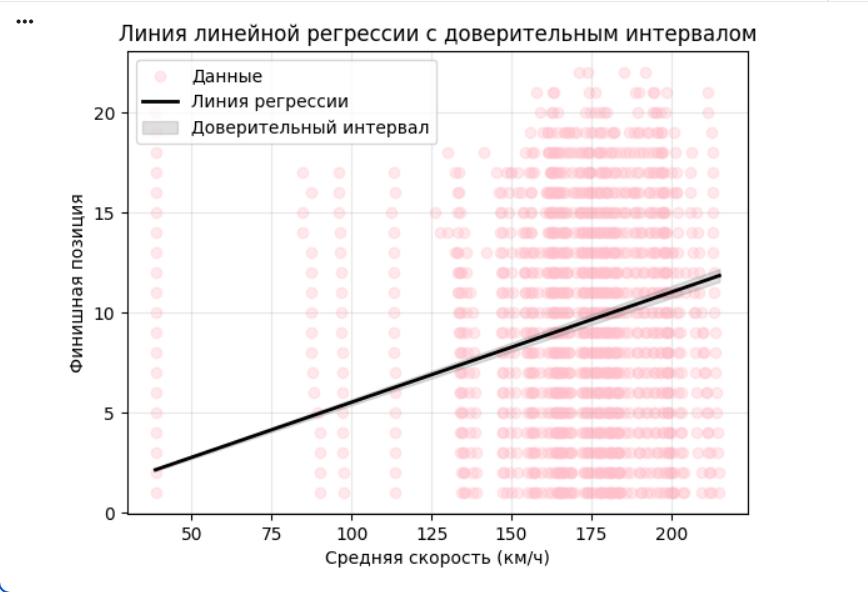 ...
Линия линейной регрессии с доверительным интервалом
Данные
Линия регрессии
Доверительный интервал
Финишная позиция
20
15
10
5
0
50 75 100 125 150 175 200
Средняя скорость (км/ч)